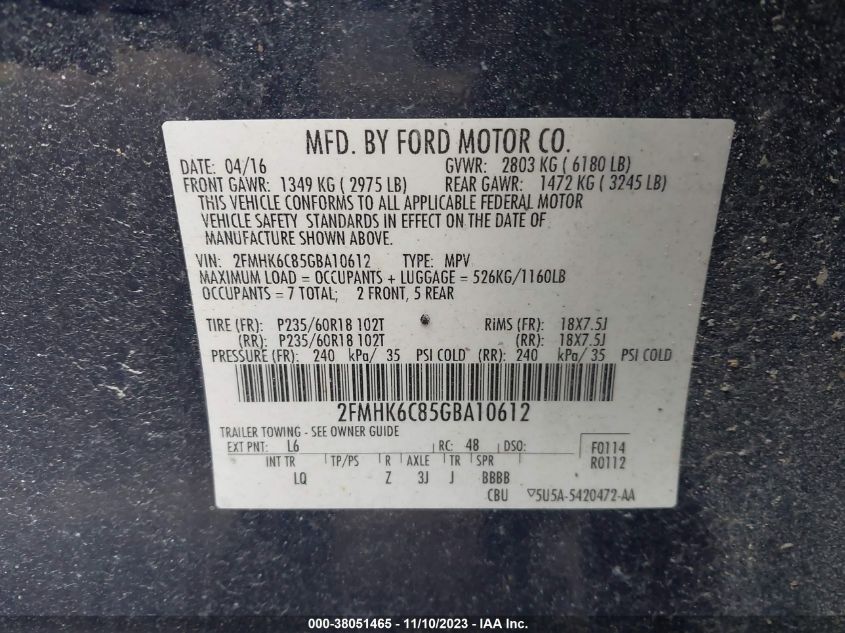 MFD. BY FORD MOTOR CO.
DATE: 04/16 GVWR: 2803 KG ( 6180 LB)
FRONT GAWR: 1349 KG ( 2975 LB) REAR GAWR: 1472 KG ( 3245 LB)
THIS VEHICLE CONFORMS TO ALL APPLICABLE FEDERAL MOTOR
VEHICLE SAFETY STANDARDS IN EFFECT ON THE DATE OF
MANUFACTURE SHOWN ABOVE.
VIN: 2FMHK6C85GBA10612 TYPE: MPV
MAXIMUM LOAD = OCCUPANTS + LUGGAGE = 526KG/1160LB
OCCUPANTS = 7 TOTAL; 2 FRONT, 5 REAR
TIRE (FR): P235/60R18 102T RIMS (FR): 18X7.5J
(RR): P235/60R18 102T (RR): 18X7.5J
PRESSURE (FR): 240 kPa/ 35 PSI COLD (RR): 240 kPa/ 35 PSI COLD
2FMHK6C85GBA10612
TRAILER TOWING - SEE OWNER GUIDE
EXT PNT: L6 RC: 48 DSO: F0114
R0112
INT TR TP/PS R AXLE TR SPR
LQ Z 3J J BBBB
CBU ▽5U5A-5420472-AA
000-38051465 - 11/10/2023 - IAA Inc.